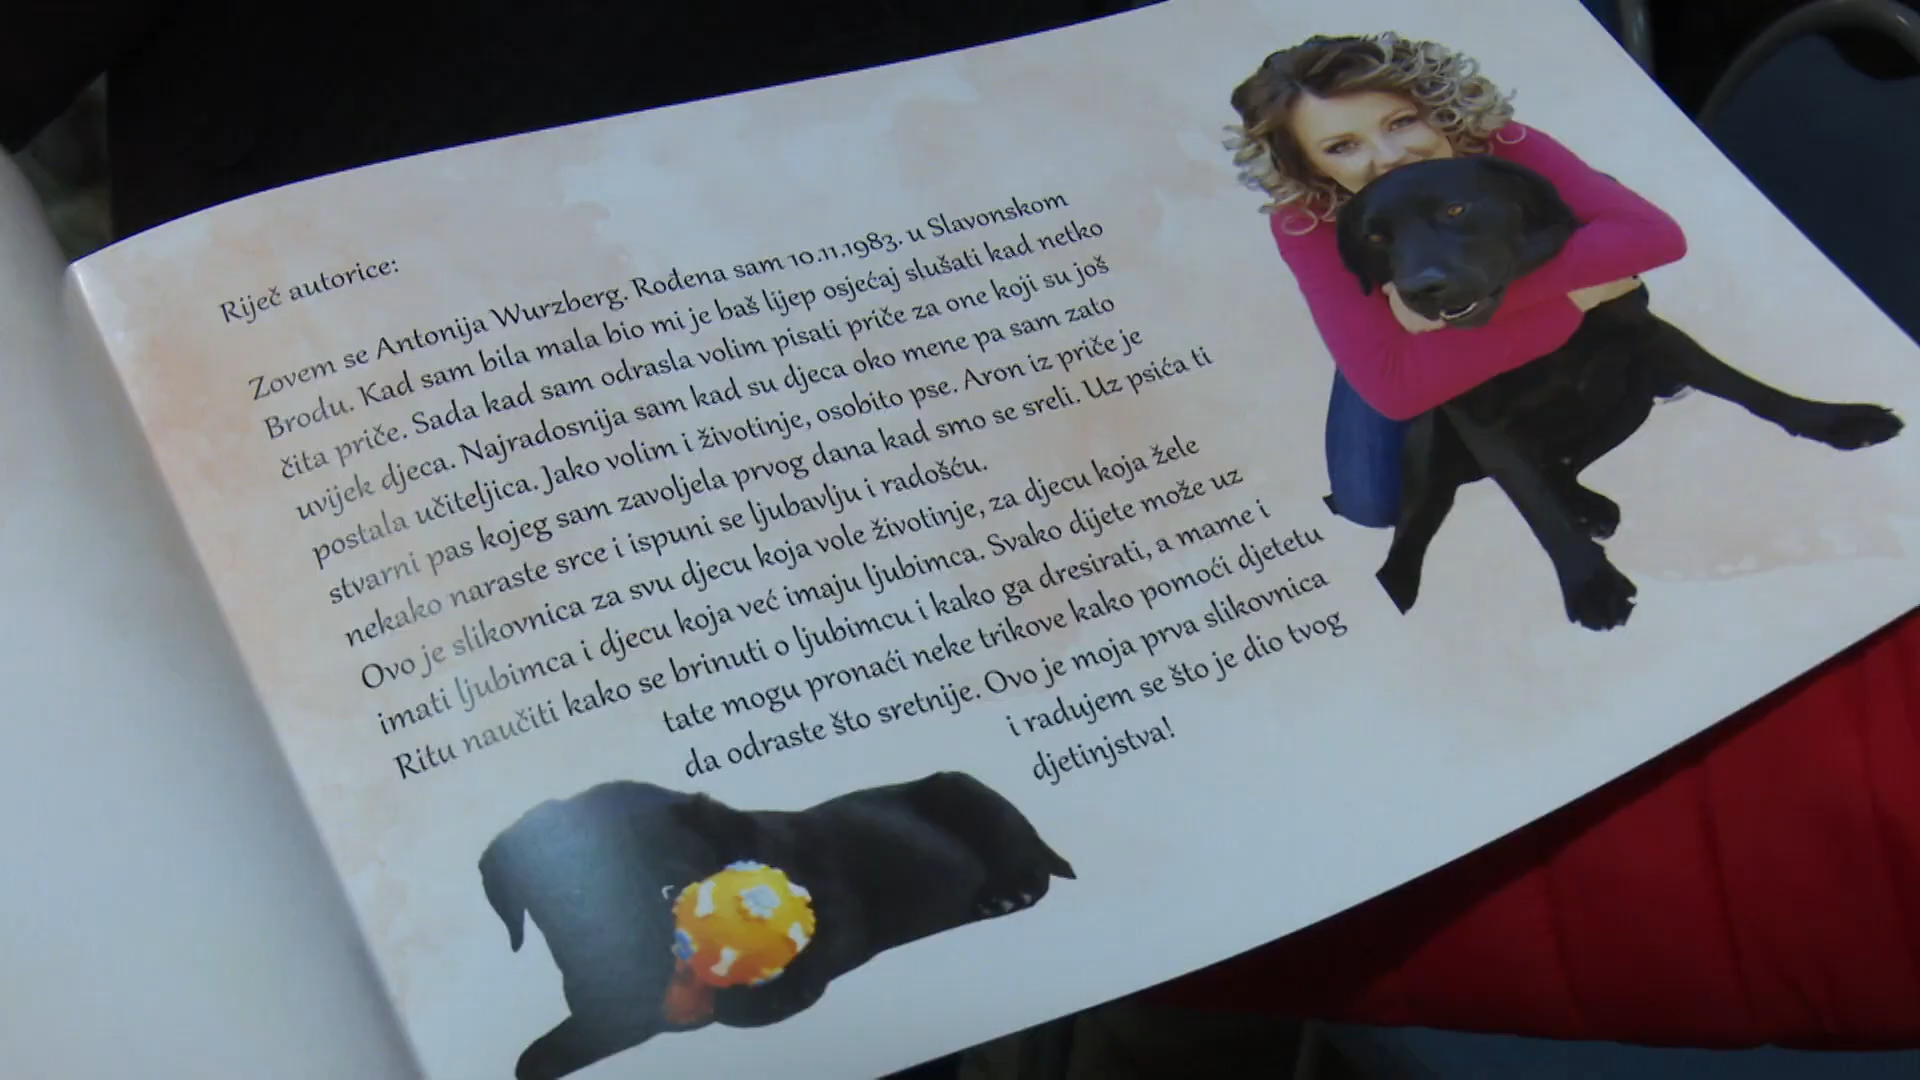 Riječ autorice:
Zovem se Antonija Wurzberg. Rođena sam 10.11.1983. u Slavonskom
Brodu. Kad sam bila mala bio mi je baš lijep osjećaj slušati kad netko
čita priče. Sada kad sam odrasla volim pisati priče za one koji su još
uvijek djeca. Najradosnija sam kad su djeca oko mene pa sam zato
postala učiteljica. Jako volim i životinje, osobito pse. Aron iz priče je
stvarni pas kojeg sam zavoljela prvog dana kad smo se sreli. Uz psića ti
nekako naraste srce i ispuni se ljubavlju i radošću.
Ovo je slikovnica za svu djecu koja vole životinje, za djecu koja žele
imati ljubimca i djecu koja već imaju ljubimca. Svako dijete može uz
Ritu naučiti kako se brinuti o ljubimcu i kako ga dresirati, a mame i
tate mogu pronaći neke trikove kako pomoći djetetu
da odraste što sretnije. Ovo je moja prva slikovnica
i radujem se što je dio tvog
djetinjstva!